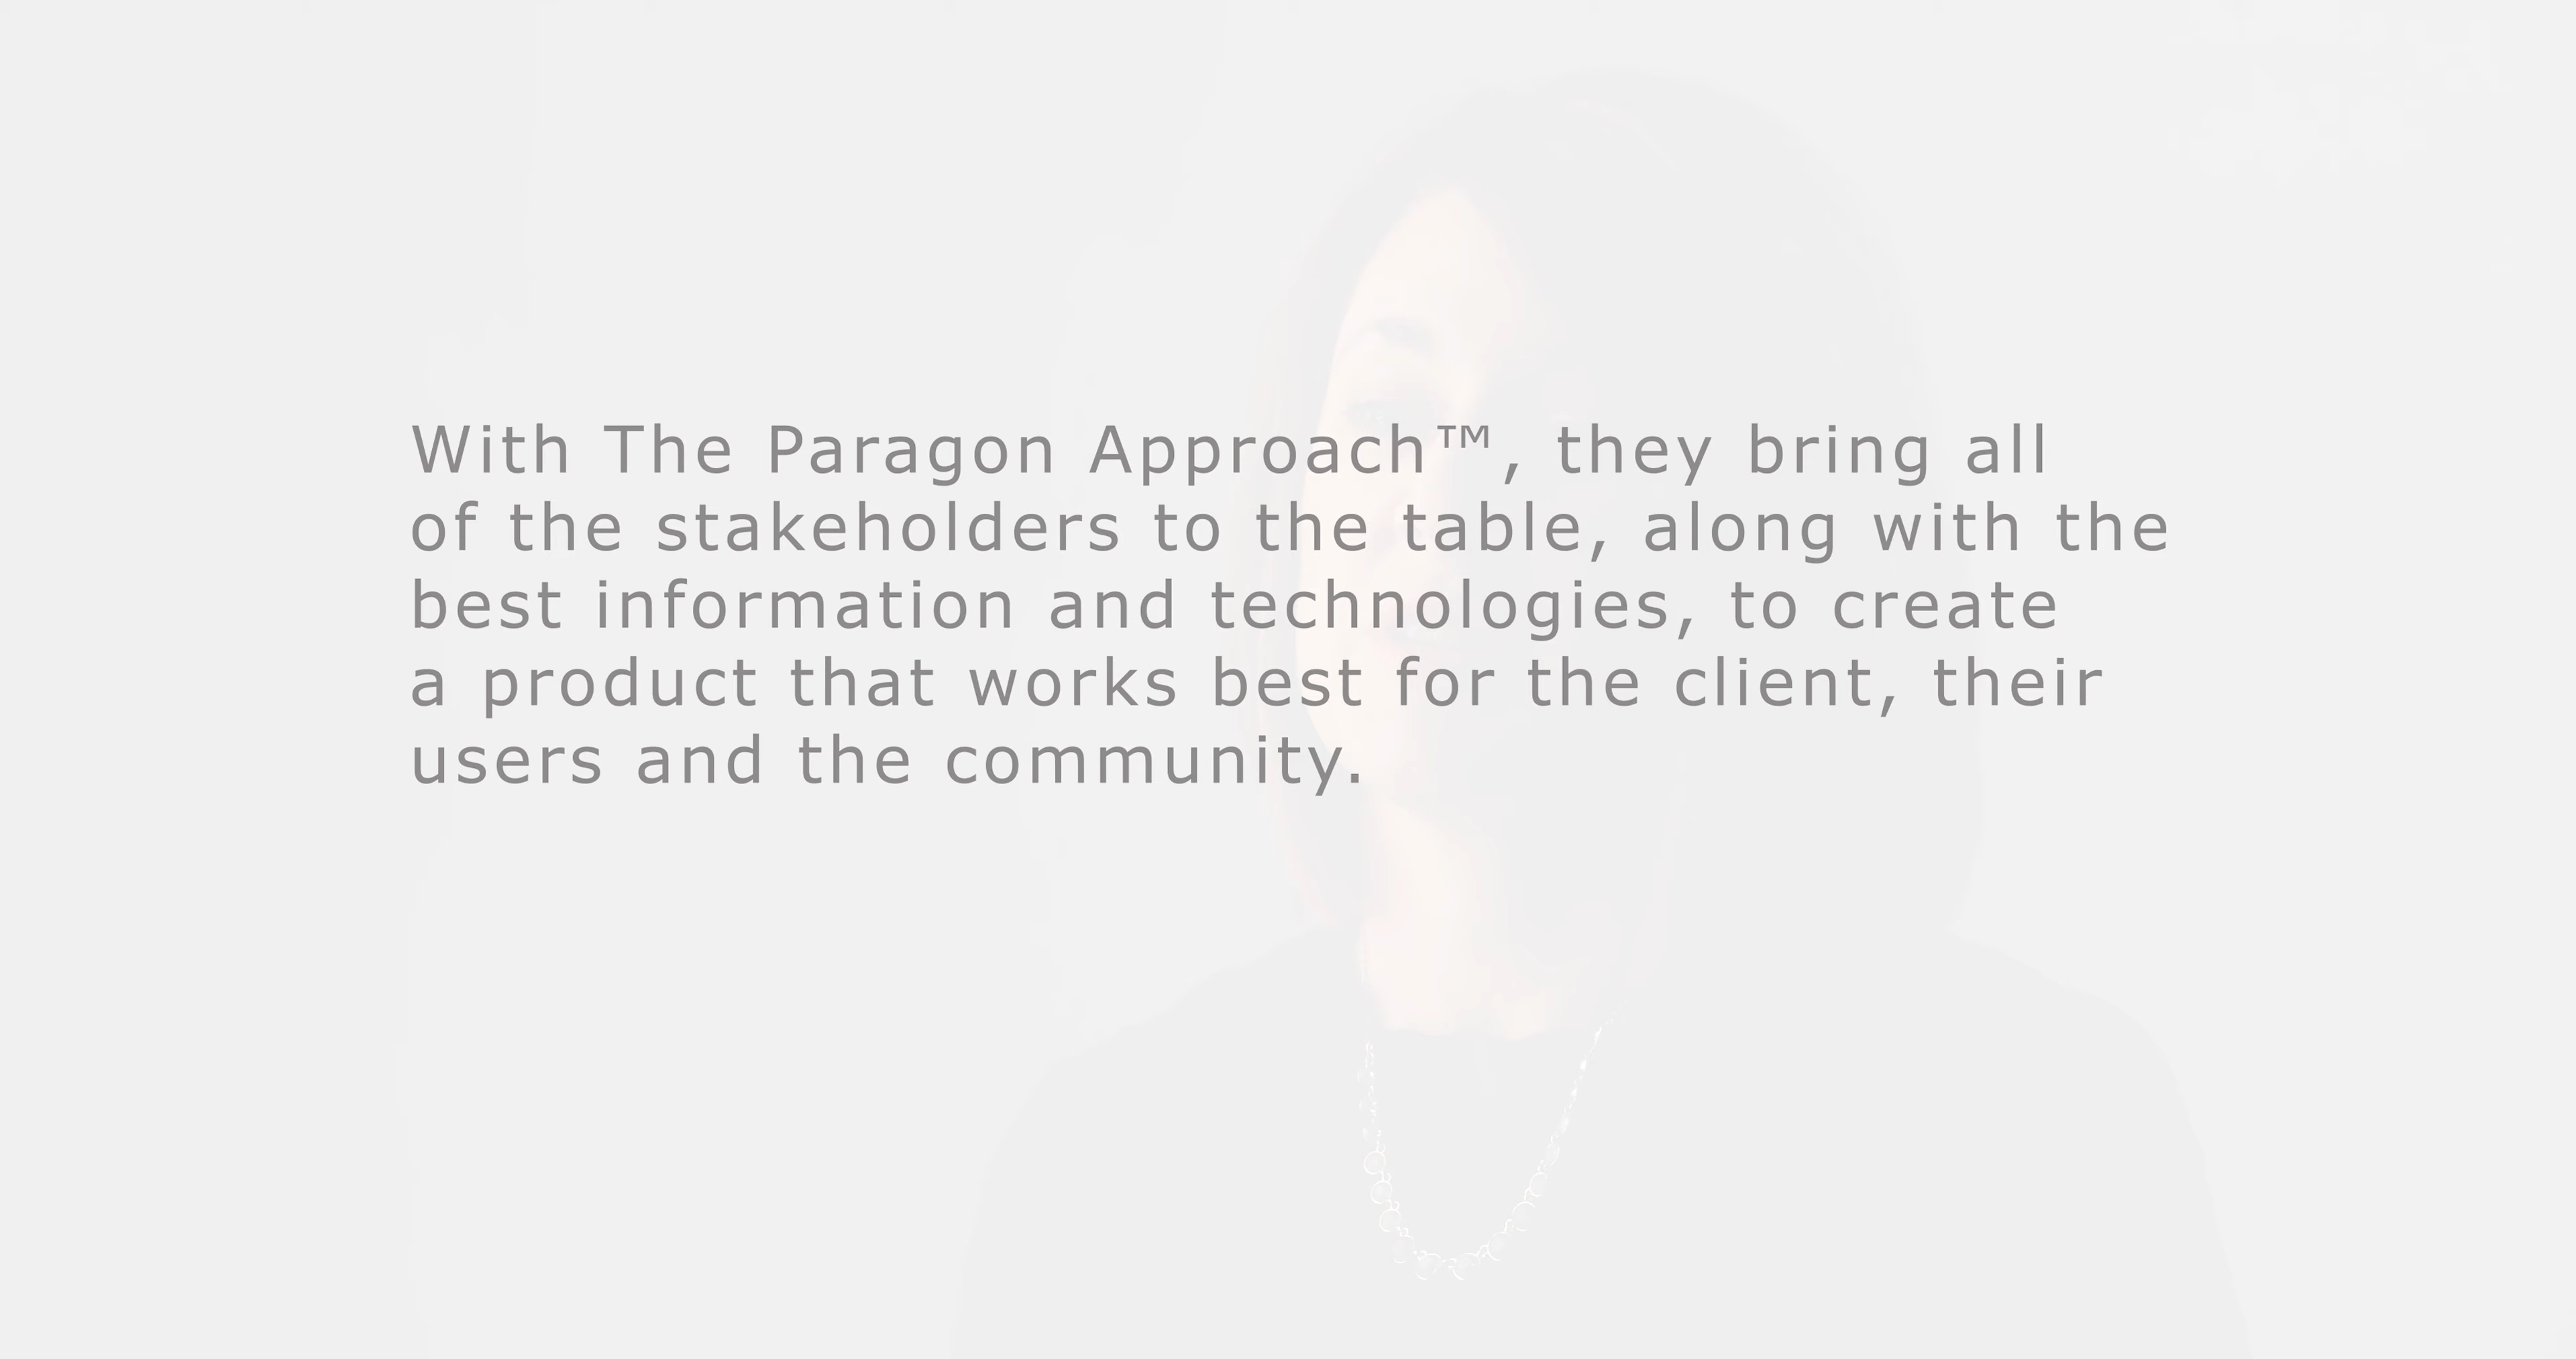 With The Paragon Approach™, they bring all
of the stakeholders to the table, along with the
best information and technologies, to create
a product that works best for the client, their
users and the community.